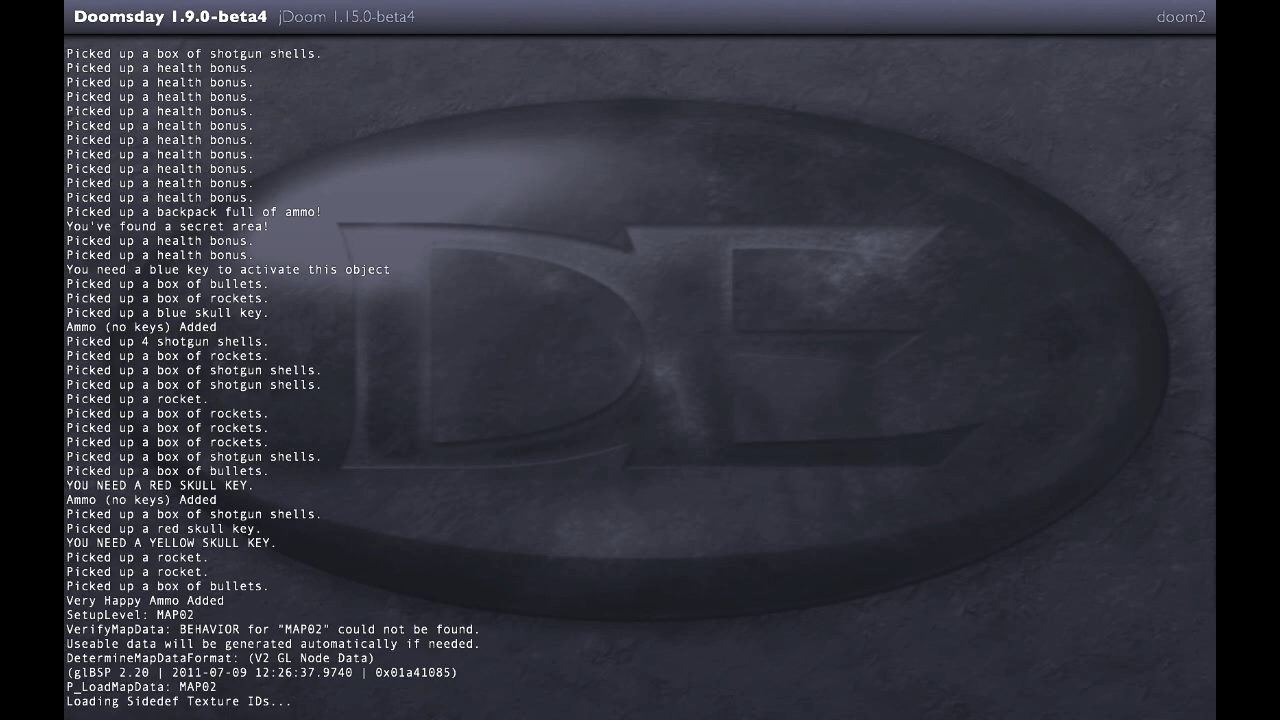 Doomsday 1.9.0-beta4 jDoom 1.15.0-beta4 doom2
Picked up a box of shotgun shells.
Picked up a health bonus.
Picked up a health bonus.
Picked up a health bonus.
Picked up a health bonus.
Picked up a health bonus.
Picked up a health bonus.
Picked up a health bonus.
Picked up a health bonus.
Picked up a health bonus.
Picked up a health bonus.
Picked up a backpack full of ammo!
You've found a secret area!
Picked up a health bonus.
Picked up a health bonus.
You need a blue key to activate this object
Picked up a box of bullets.
Picked up a box of rockets.
Picked up a blue skull key.
Ammo (no keys) Added
Picked up 4 shotgun shells.
Picked up a box of rockets.
Picked up a box of shotgun shells.
Picked up a box of shotgun shells.
Picked up a rocket.
Picked up a box of rockets.
Picked up a box of rockets.
Picked up a box of rockets.
Picked up a box of shotgun shells.
Picked up a box of bullets.
YOU NEED A RED SKULL KEY.
Ammo (no keys) Added
Picked up a box of shotgun shells.
Picked up a red skull key.
YOU NEED A YELLOW SKULL KEY.
Picked up a rocket.
Picked up a rocket.
Picked up a box of bullets.
Very Happy Ammo Added
SetupLevel: MAP02
VerifyMapData: BEHAVIOR for "MAP02" could not be found.
Useable data will be generated automatically if needed.
DetermineMapDataFormat: (V2 GL Node Data)
(glBSP 2.20 | 2011-07-09 12:26:37.9740 | 0x01a41085)
P_LoadMapData: MAP02
Loading Sidedef Texture IDs...
DE